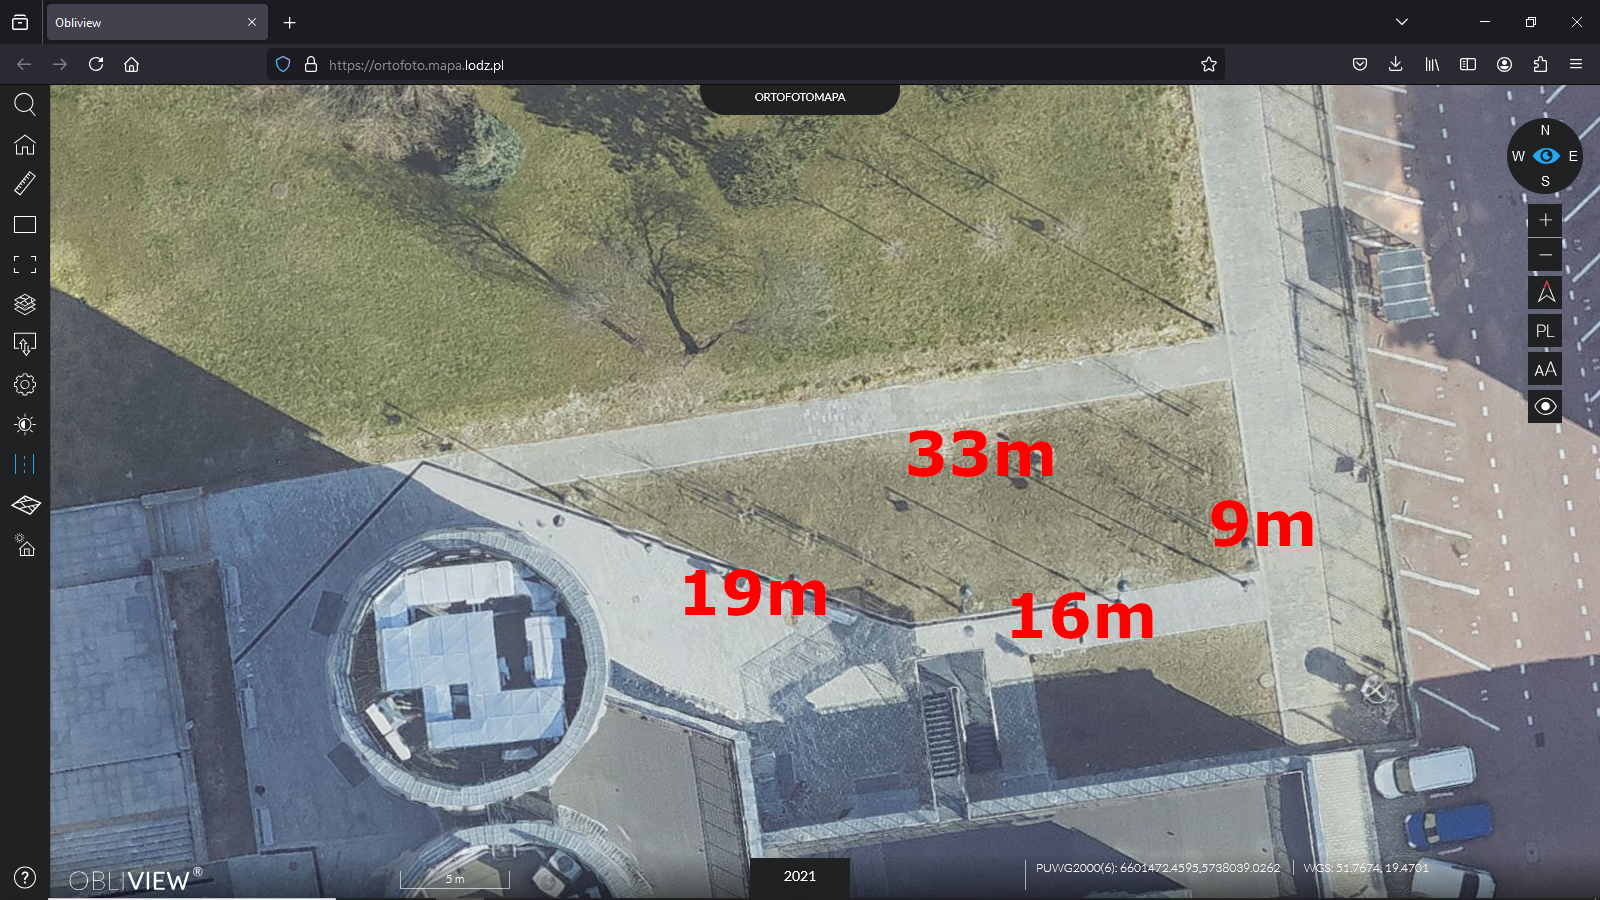 Obliview
https://ortofoto.mapa.lodz.pl
ORTOFOTOMAPA
N
W E
S
+
−
PL
AA
33m
9m
19m
16m
?
OBLIVIEW®
5 m
2021
PUWG2000(6): 6601472.4595,5738039.0262
WGS: 51.7674, 19.4701